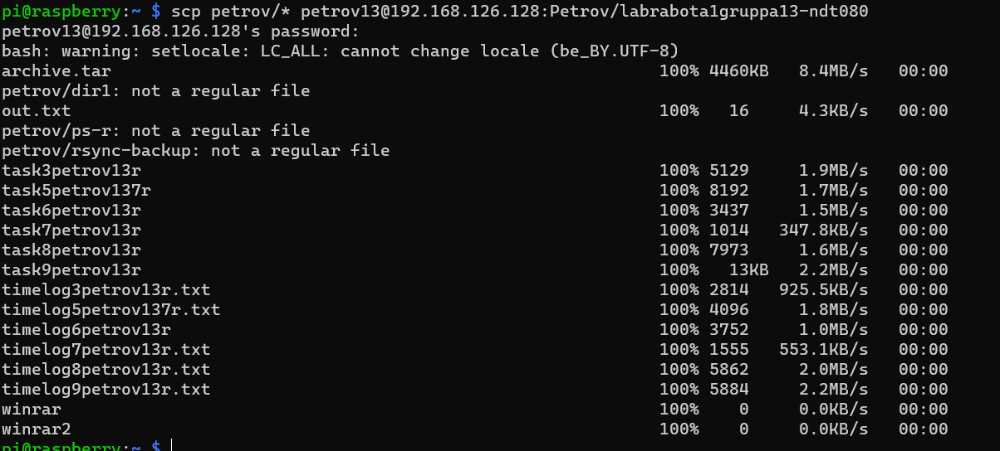 pi@raspberry:~ $ scp petrov/* petrov13@192.168.126.128:Petrov/labrabota1gruppa13-ndt080
petrov13@192.168.126.128's password:
bash: warning: setlocale: LC_ALL: cannot change locale (be_BY.UTF-8)
archive.tar 100% 4460KB 8.4MB/s 00:00
petrov/dir1: not a regular file
out.txt 100% 16 4.3KB/s 00:00
petrov/ps-r: not a regular file
petrov/rsync-backup: not a regular file
task3petrov13r 100% 5129 1.9MB/s 00:00
task5petrov137r 100% 8192 1.7MB/s 00:00
task6petrov13r 100% 3437 1.5MB/s 00:00
task7petrov13r 100% 1014 347.8KB/s 00:00
task8petrov13r 100% 7973 1.6MB/s 00:00
task9petrov13r 100% 13KB 2.2MB/s 00:00
timelog3petrov13r.txt 100% 2814 925.5KB/s 00:00
timelog5petrov137r.txt 100% 4096 1.8MB/s 00:00
timelog6petrov13r 100% 3752 1.0MB/s 00:00
timelog7petrov13r.txt 100% 1555 553.1KB/s 00:00
timelog8petrov13r.txt 100% 5862 2.0MB/s 00:00
timelog9petrov13r.txt 100% 5884 2.2MB/s 00:00
winrar 100% 0 0.0KB/s 00:00
winrar2 100% 0 0.0KB/s 00:00
pi@raspberry:~ $